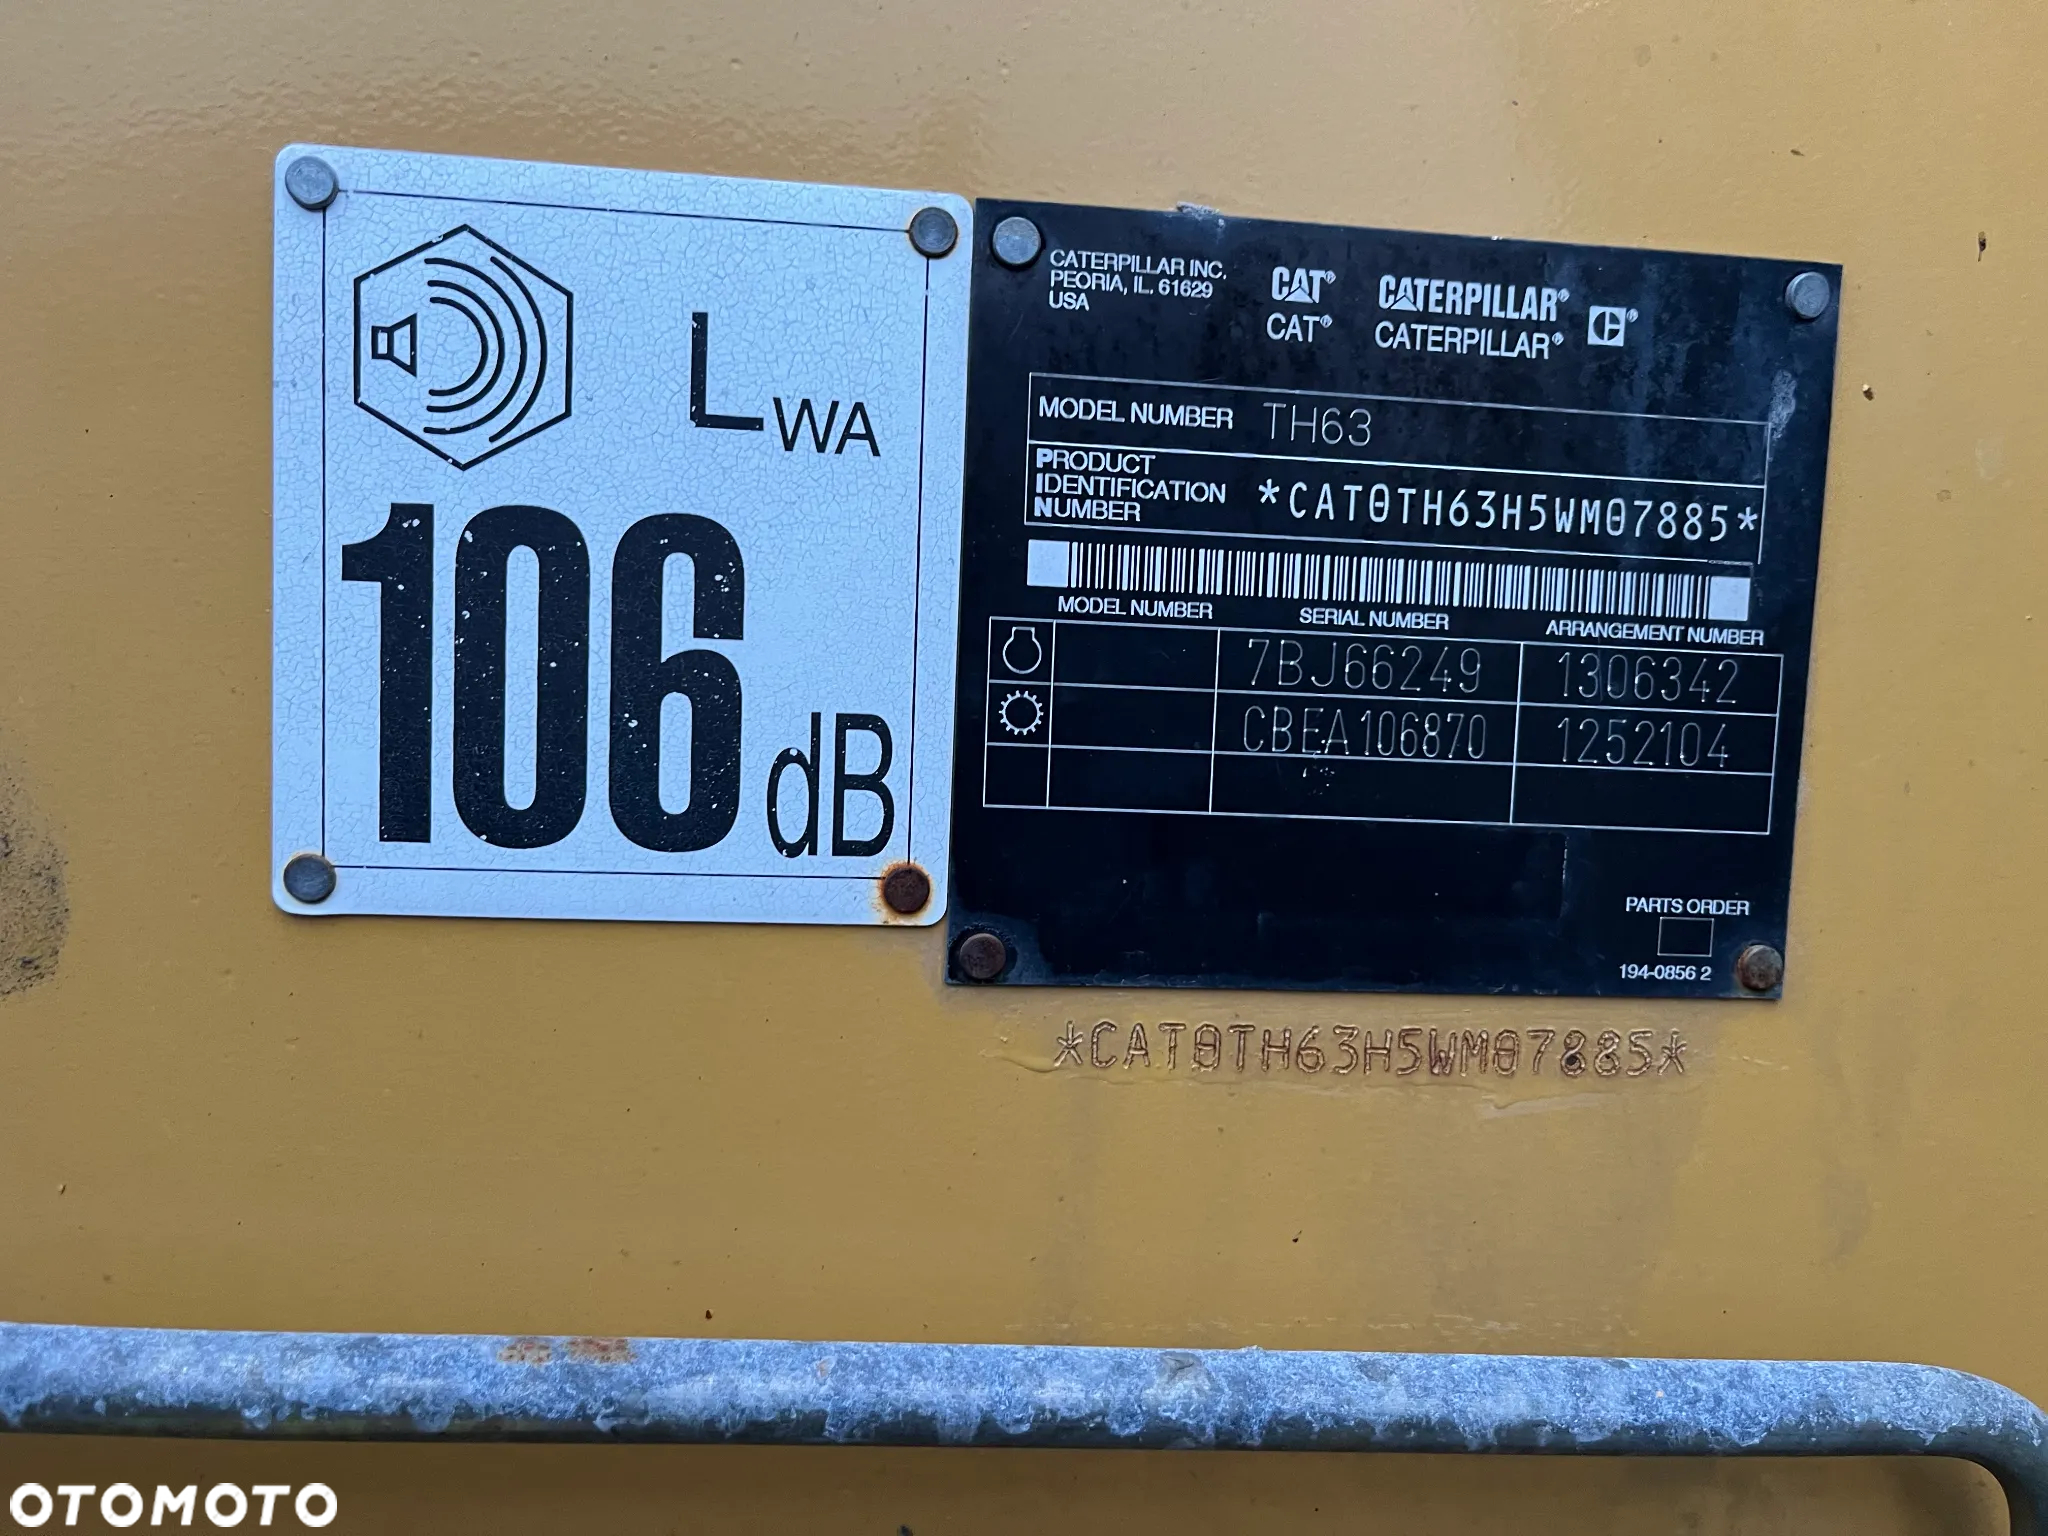 LWA
106 dB
CATERPILLAR INC.
PEORIA, IL. 61629
USA
CAT® CATERPILLAR®
CAT® CATERPILLAR®
MODEL NUMBER TH63
PRODUCT
IDENTIFICATION
NUMBER
*CAT0TH63H5WM07885*
MODEL NUMBER SERIAL NUMBER ARRANGEMENT NUMBER
7BJ66249 1306342
CBEA106870 1252104
PARTS ORDER
194-0856 2
*CAT0TH63H5WM07885*
OTOMOTO